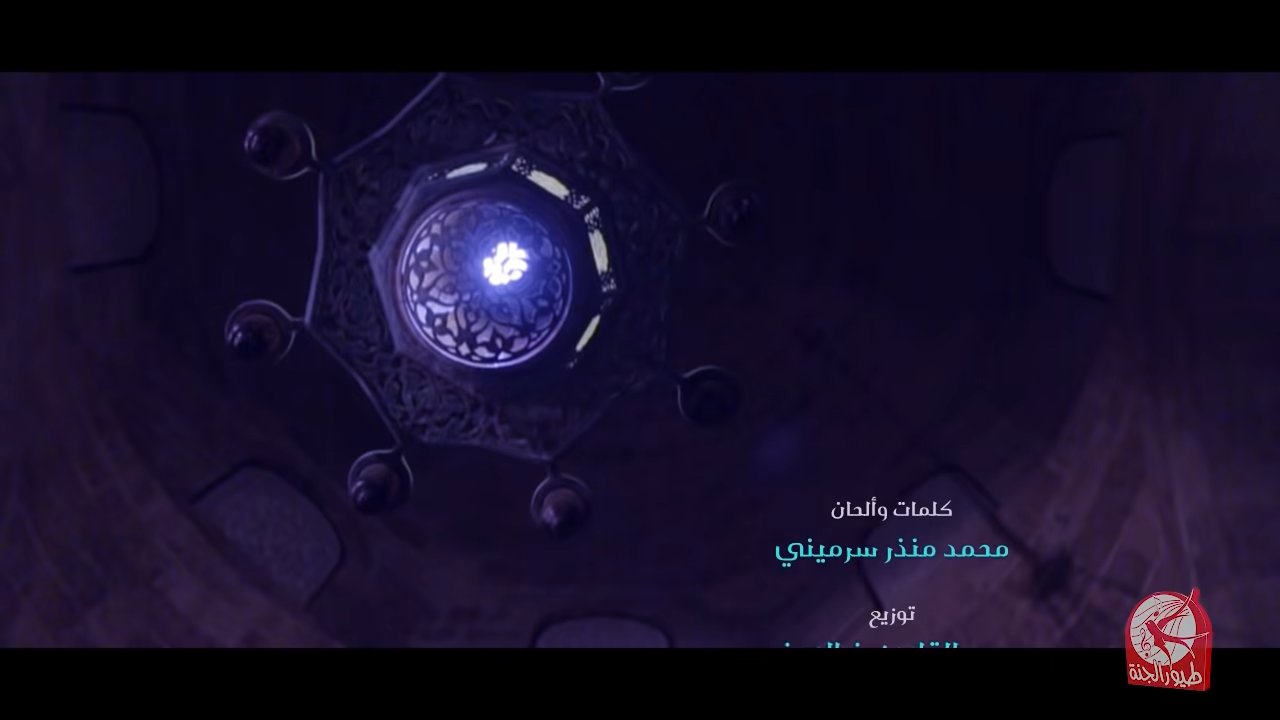 كلمات وألحان
محمد منذر سرميني
توزيع
طيور الجنة